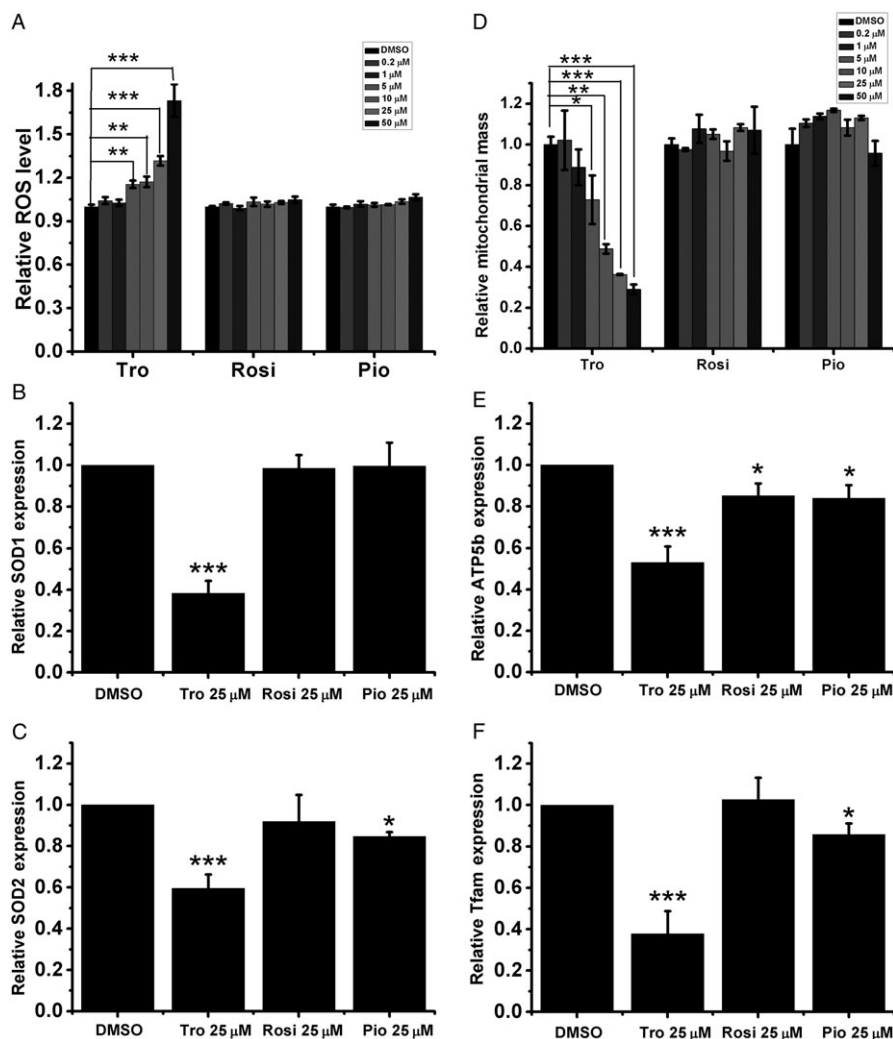 A
DMSO
0.2 μM
1 μM
5 μM
10 μM
25 μM
50 μM
***
***
**
**
Relative ROS level
1.8
1.5
1.2
0.9
0.6
0.3
0.0
Tro Rosi Pio
D
DMSO
0.2 μM
1 μM
5 μM
10 μM
25 μM
50 μM
***
***
**
*
Relative mitochondrial mass
1.2
1.0
0.8
0.6
0.4
0.2
0.0
Tro Rosi Pio
B
Relative SOD1 expression
1.2
1.0
0.8
0.6
0.4
0.2
0.0
***
DMSO Tro 25 μM Rosi 25 μM Pio 25 μM
E
Relative ATP5b expression
1.2
1.0
0.8
0.6
0.4
0.2
0.0
***
*
*
DMSO Tro 25 μM Rosi 25 μM Pio 25 μM
C
Relative SOD2 expression
1.2
1.0
0.8
0.6
0.4
0.2
0.0
***
*
DMSO Tro 25 μM Rosi 25 μM Pio 25 μM
F
Relative Tfam expression
1.2
1.0
0.8
0.6
0.4
0.2
0.0
***
*
DMSO Tro 25 μM Rosi 25 μM Pio 25 μM